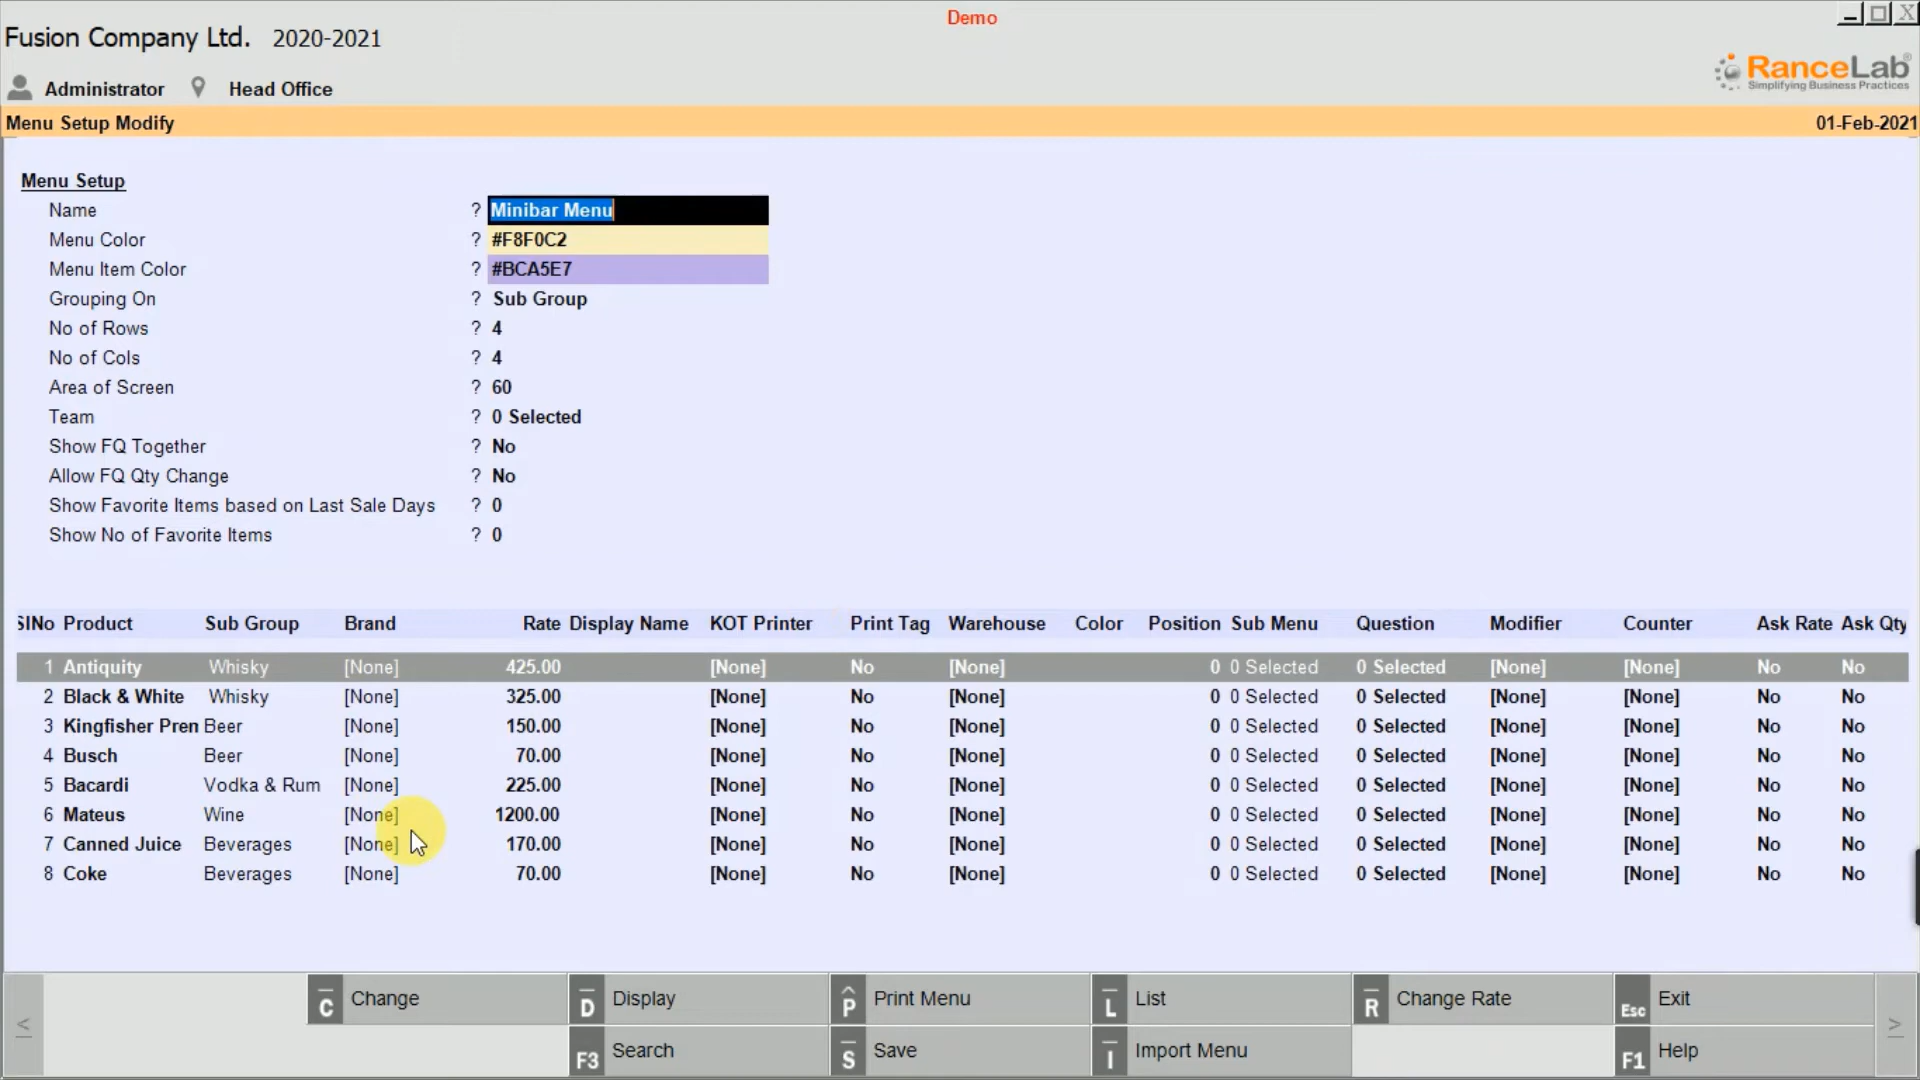 Demo
Fusion Company Ltd. 2020-2021
Administrator Head Office
RanceLab®
Simplifying Business Practices
Menu Setup Modify 01-Feb-2021
Menu Setup
Name ? Minibar Menu
Menu Color ? #F8F0C2
Menu Item Color ? #BCA5E7
Grouping On ? Sub Group
No of Rows ? 4
No of Cols ? 4
Area of Screen ? 60
Team ? 0 Selected
Show FQ Together ? No
Allow FQ Qty Change ? No
Show Favorite Items based on Last Sale Days ? 0
Show No of Favorite Items ? 0
SlNo Product Sub Group Brand Rate Display Name KOT Printer Print Tag Warehouse Color Position Sub Menu Question Modifier Counter Ask Rate Ask Qty
1 Antiquity Whisky [None] 425.00 [None] No [None] 0 0 Selected 0 Selected [None] [None] No No
2 Black & White Whisky [None] 325.00 [None] No [None] 0 0 Selected 0 Selected [None] [None] No No
3 Kingfisher Pren Beer [None] 150.00 [None] No [None] 0 0 Selected 0 Selected [None] [None] No No
4 Busch Beer [None] 70.00 [None] No [None] 0 0 Selected 0 Selected [None] [None] No No
5 Bacardi Vodka & Rum [None] 225.00 [None] No [None] 0 0 Selected 0 Selected [None] [None] No No
6 Mateus Wine [None] 1200.00 [None] No [None] 0 0 Selected 0 Selected [None] [None] No No
7 Canned Juice Beverages [None] 170.00 [None] No [None] 0 0 Selected 0 Selected [None] [None] No No
8 Coke Beverages [None] 70.00 [None] No [None] 0 0 Selected 0 Selected [None] [None] No No
C Change D Display P Print Menu L List R Change Rate Esc Exit
< F3 Search S Save I Import Menu F1 Help >